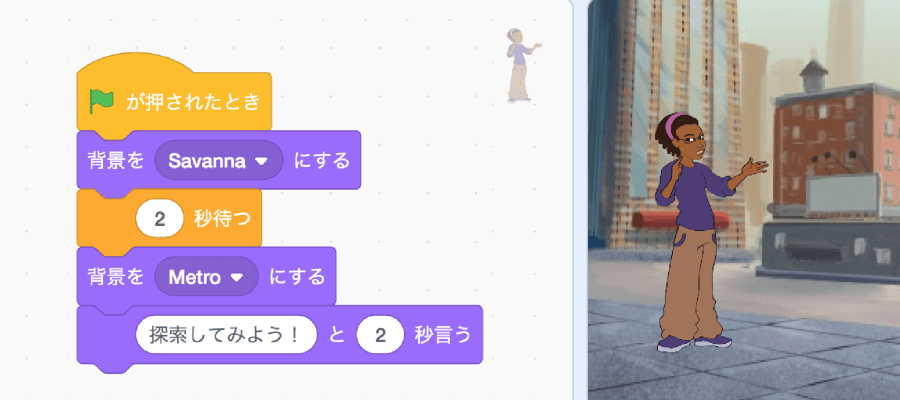 が押されたとき
背景を Savanna にする
2 秒待つ
背景を Metro にする
探索してみよう! と 2 秒言う